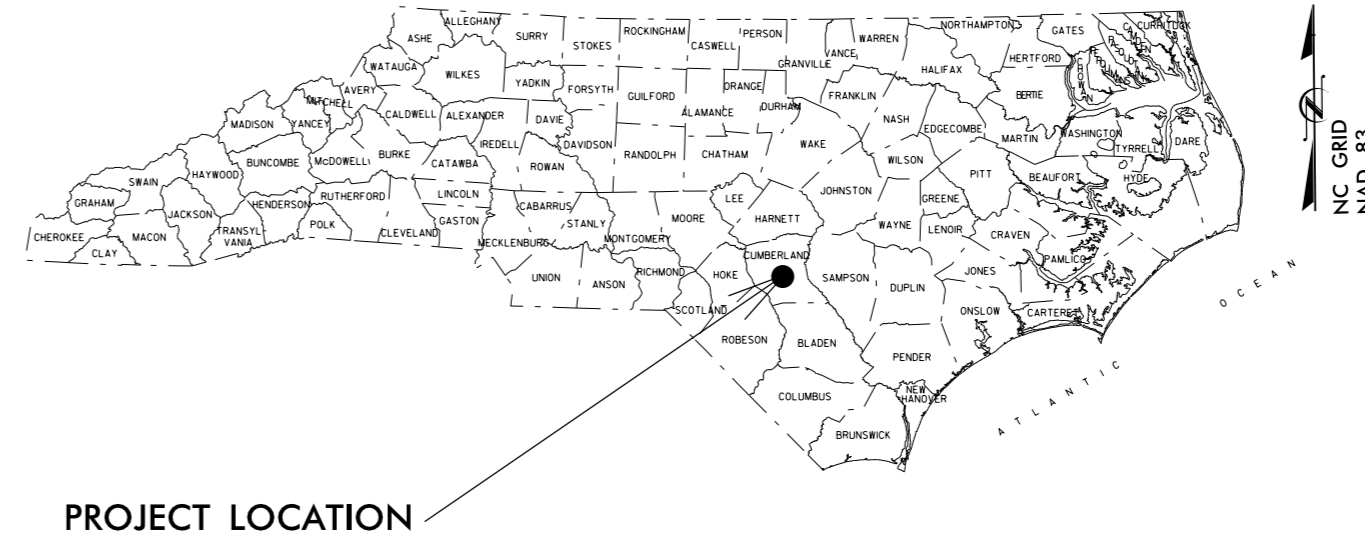 ALLEGHANY
ASHE
SURRY
STOKES
ROCKINGHAM
CASWELL
PERSON
GRANVILLE
VANCE
WARREN
NORTHAMPTON
GATES
CURRITUCK
CAMDEN
PASQUOTANK
PERQUIMANS
CHOWAN
HERTFORD
HALIFAX
BERTIE
WATAUGA
WILKES
YADKIN
FORSYTH
GUILFORD
ALAMANCE
ORANGE
DURHAM
FRANKLIN
NASH
EDGECOMBE
MARTIN
WASHINGTON
TYRRELL
DARE
AVERY
MITCHELL
YANCEY
MADISON
CALDWELL
ALEXANDER
IREDELL
DAVIE
DAVIDSON
ROWAN
RANDOLPH
CHATHAM
WAKE
WILSON
PITT
BEAUFORT
HYDE
HAYWOOD
BUNCOMBE
McDOWELL
BURKE
CATAWBA
LINCOLN
SWAIN
GRAHAM
JACKSON
HENDERSON
RUTHERFORD
POLK
CLEVELAND
GASTON
CABARRUS
STANLY
MONTGOMERY
MOORE
LEE
HARNETT
JOHNSTON
GREENE
WAYNE
LENOIR
CRAVEN
PAMLICO
CHEROKEE
CLAY
MACON
TRANSYL
VANIA
MECKLENBURG
UNION
ANSON
RICHMOND
HOKE
CUMBERLAND
SAMPSON
DUPLIN
JONES
CARTERET
SCOTLAND
ROBESON
BLADEN
ONSLOW
PENDER
COLUMBUS
NEW
HANOVER
BRUNSWICK
ATLANTIC OCEAN
NC GRID
NAD 83
PROJECT LOCATION